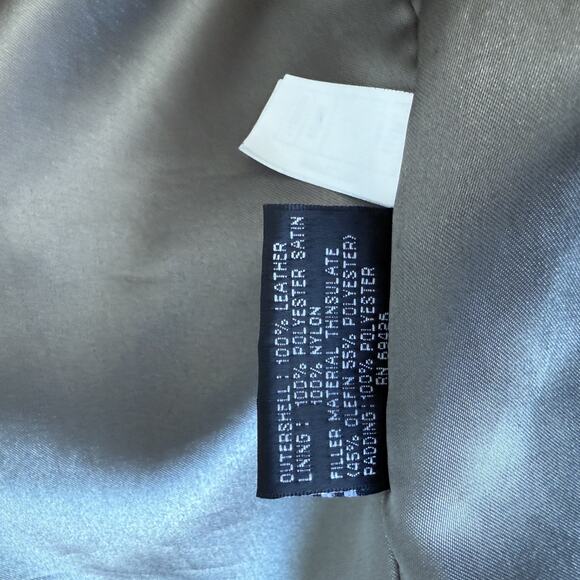 OUTERSHELL : 100% LEATHER
LINING : 100% POLYESTER SATIN
100% NYLON
FILLER MATERIAL THINSULATE
(45% OLEFIN 55% POLYESTER)
PADDING : 100% POLYESTER
RN 69426